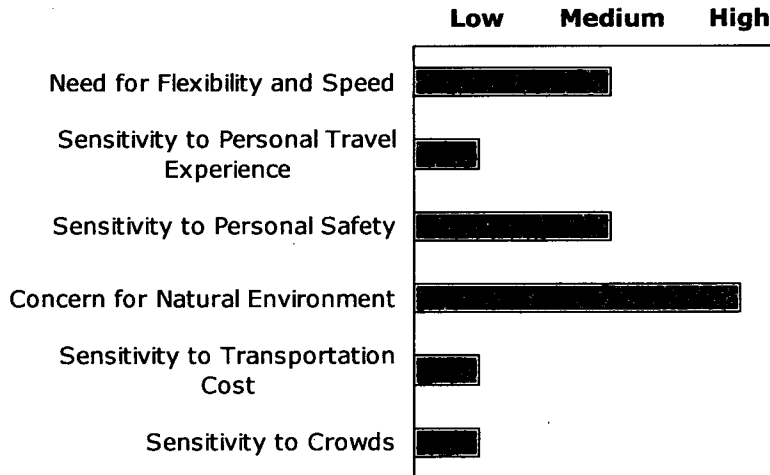 Low Medium High
Need for Flexibility and Speed
Sensitivity to Personal Travel
Experience
Sensitivity to Personal Safety
Concern for Natural Environment
Sensitivity to Transportation
Cost
Sensitivity to Crowds